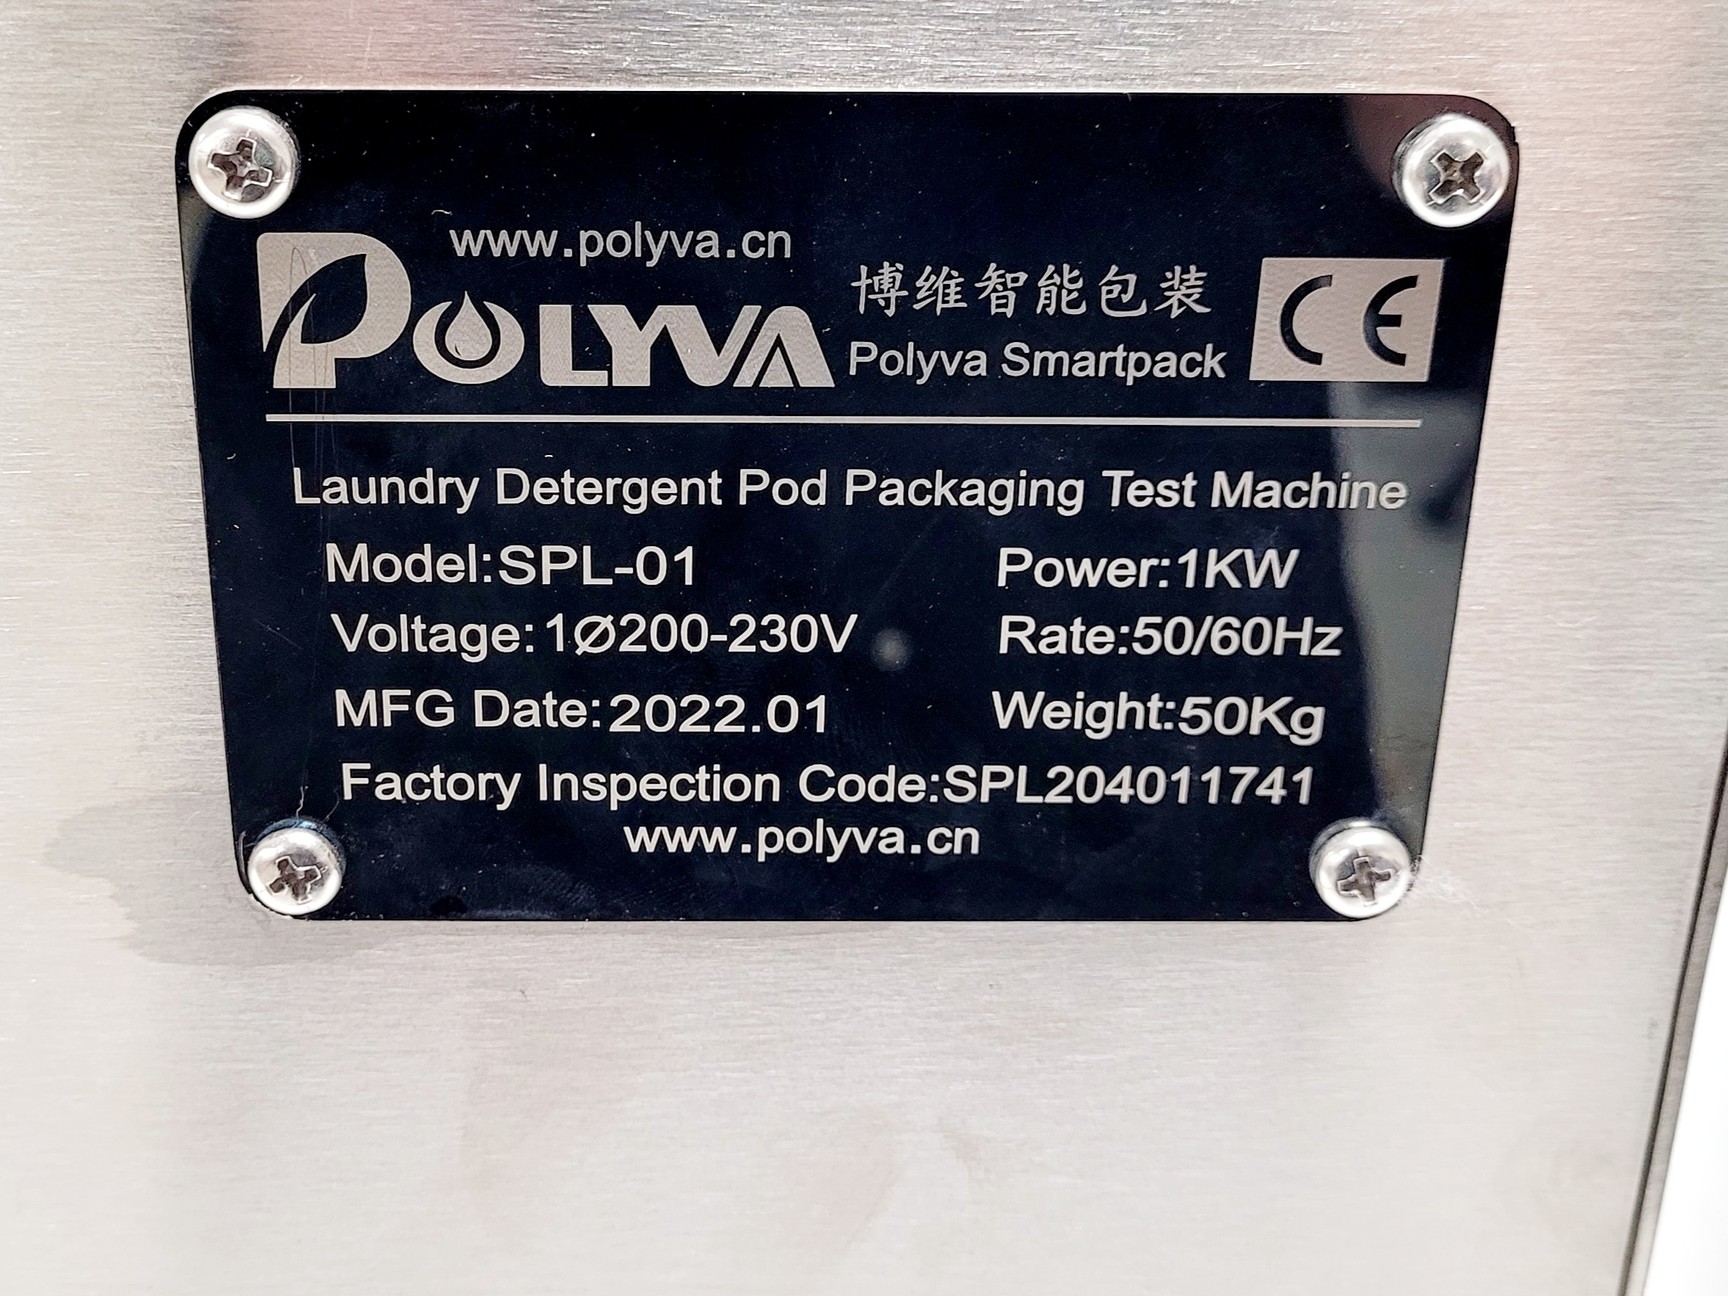 www.polyva.cn
POLYVA
博维智能包装
Polyva Smartpack
CE
Laundry Detergent Pod Packaging Test Machine
Model:SPL-01 Power:1KW
Voltage:1Ø200-230V Rate:50/60Hz
MFG Date:2022.01 Weight:50Kg
Factory Inspection Code:SPL204011741
www.polyva.cn